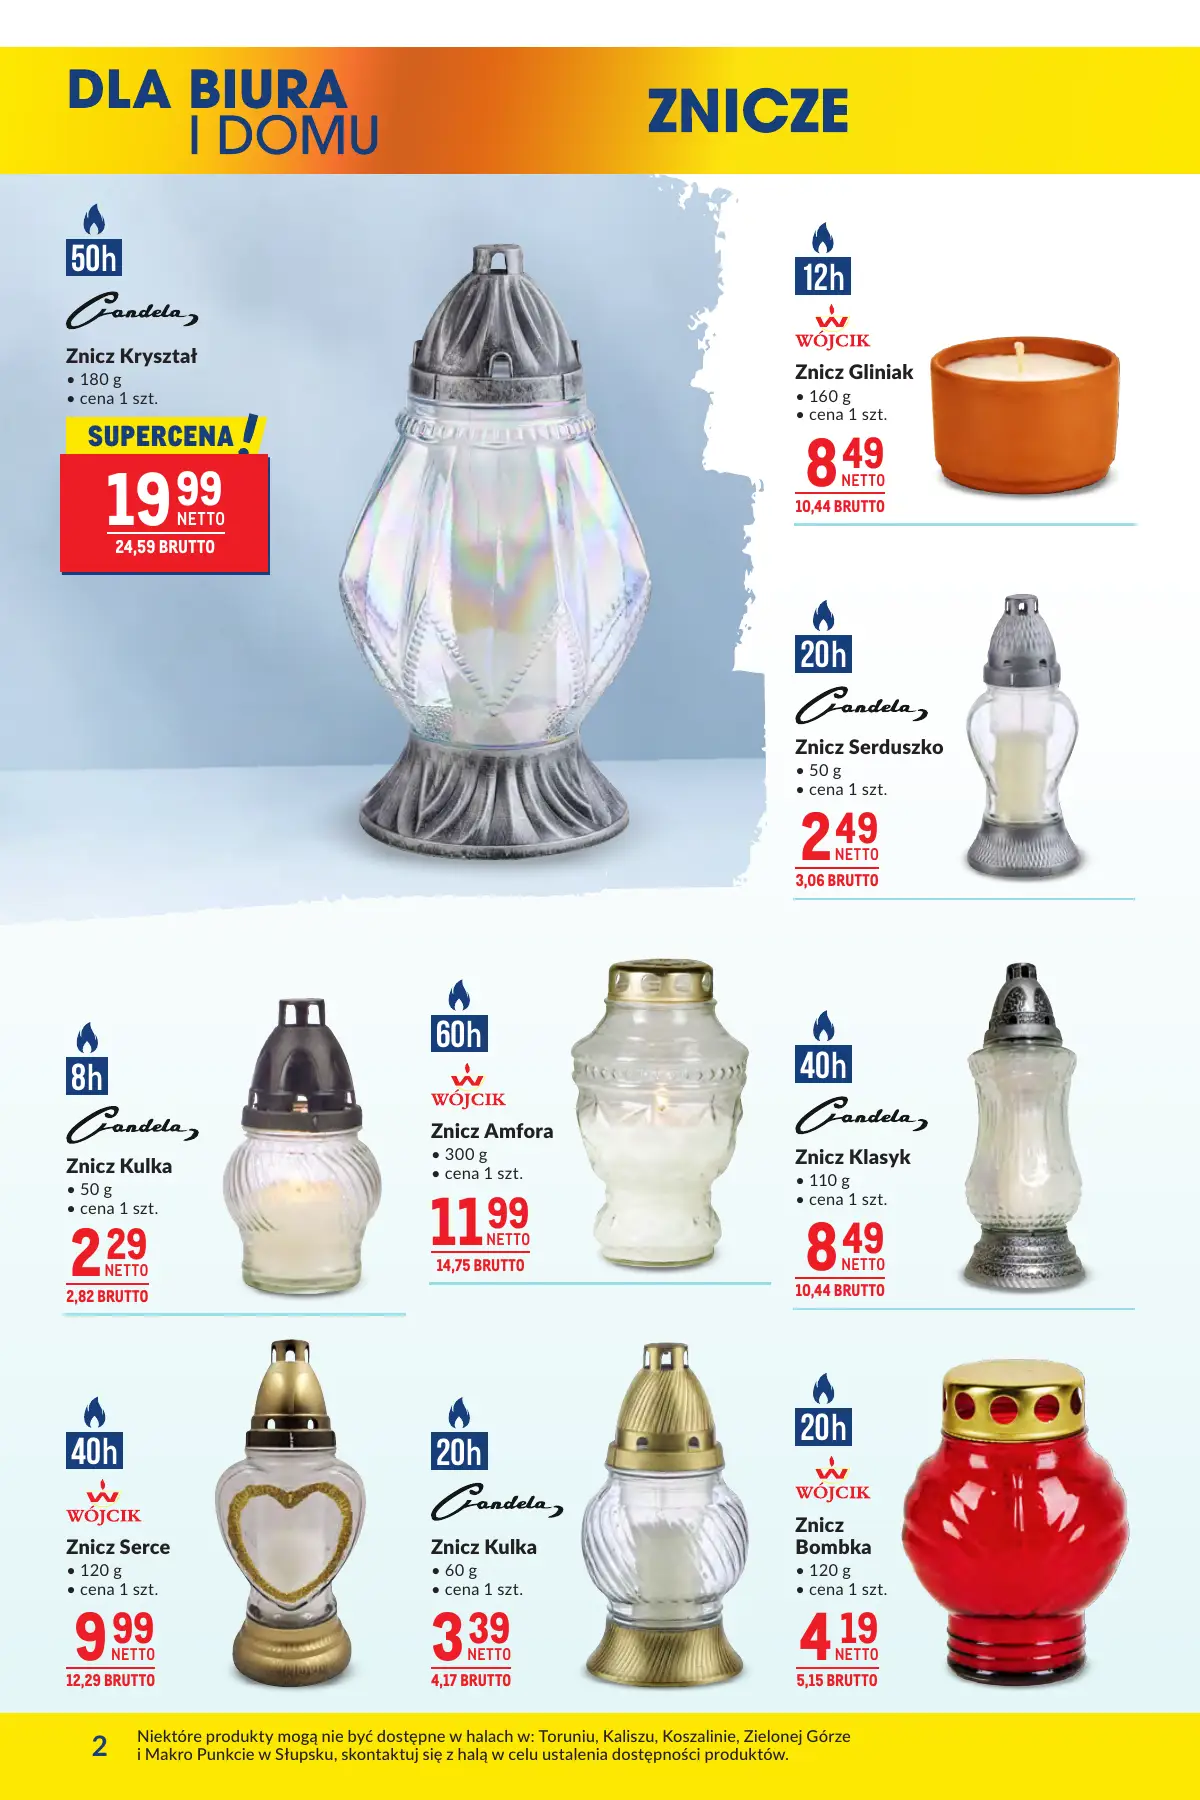 DLA BIURA
I DOMU
ZNICZE
50h
Candela
Znicz Kryształ
• 180 g
• cena 1 szt.
SUPERCENA!
19 99
NETTO
24,59 BRUTTO
12h
WÓJCIK
Znicz Gliniak
• 160 g
• cena 1 szt.
8 49
NETTO
10,44 BRUTTO
20h
Candela
Znicz Serduszko
• 50 g
• cena 1 szt.
2 49
NETTO
3,06 BRUTTO
8h
Candela
Znicz Kulka
• 50 g
• cena 1 szt.
2 29
NETTO
2,82 BRUTTO
60h
WÓJCIK
Znicz Amfora
• 300 g
• cena 1 szt.
11 99
NETTO
14,75 BRUTTO
40h
Candela
Znicz Klasyk
• 110 g
• cena 1 szt.
8 49
NETTO
10,44 BRUTTO
40h
WÓJCIK
Znicz Serce
• 120 g
• cena 1 szt.
9 99
NETTO
12,29 BRUTTO
20h
Candela
Znicz Kulka
• 60 g
• cena 1 szt.
3 39
NETTO
4,17 BRUTTO
20h
WÓJCIK
Znicz
Bombka
• 120 g
• cena 1 szt.
4 19
NETTO
5,15 BRUTTO
2
Niektóre produkty mogą nie być dostępne w halach w: Toruniu, Kaliszu, Koszalinie, Zielonej Górze
i Makro Punkcie w Słupsku, skontaktuj się z halą w celu ustalenia dostępności produktów.